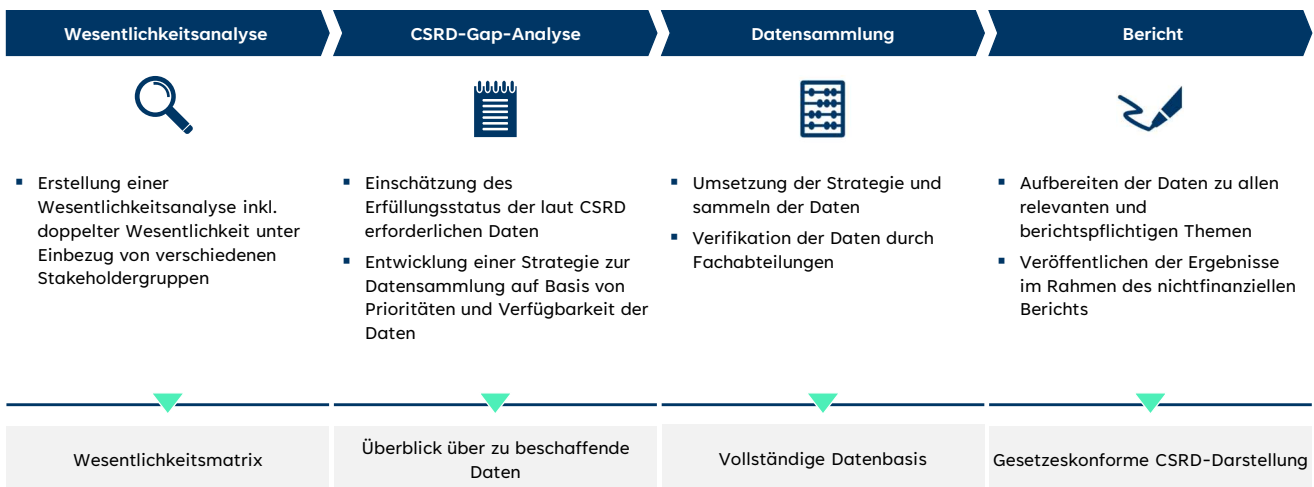 Wesentlichkeitsanalyse
CSRD-Gap-Analyse
Datensammlung
Bericht
▪ Erstellung einer
Wesentlichkeitsanalyse inkl.
doppelter Wesentlichkeit unter
Einbezug von verschiedenen
Stakeholdergruppen
▪ Einschätzung des
Erfüllungsstatus der laut CSRD
erforderlichen Daten
▪ Entwicklung einer Strategie zur
Datensammlung auf Basis von
Prioritäten und Verfügbarkeit der
Daten
▪ Umsetzung der Strategie und
sammeln der Daten
▪ Verifikation der Daten durch
Fachabteilungen
▪ Aufbereiten der Daten zu allen
relevanten und
berichtspflichtigen Themen
▪ Veröffentlichen der Ergebnisse
im Rahmen des nichtfinanziellen
Berichts
Wesentlichkeitsmatrix
Überblick über zu beschaffende
Daten
Vollständige Datenbasis
Gesetzeskonforme CSRD-Darstellung